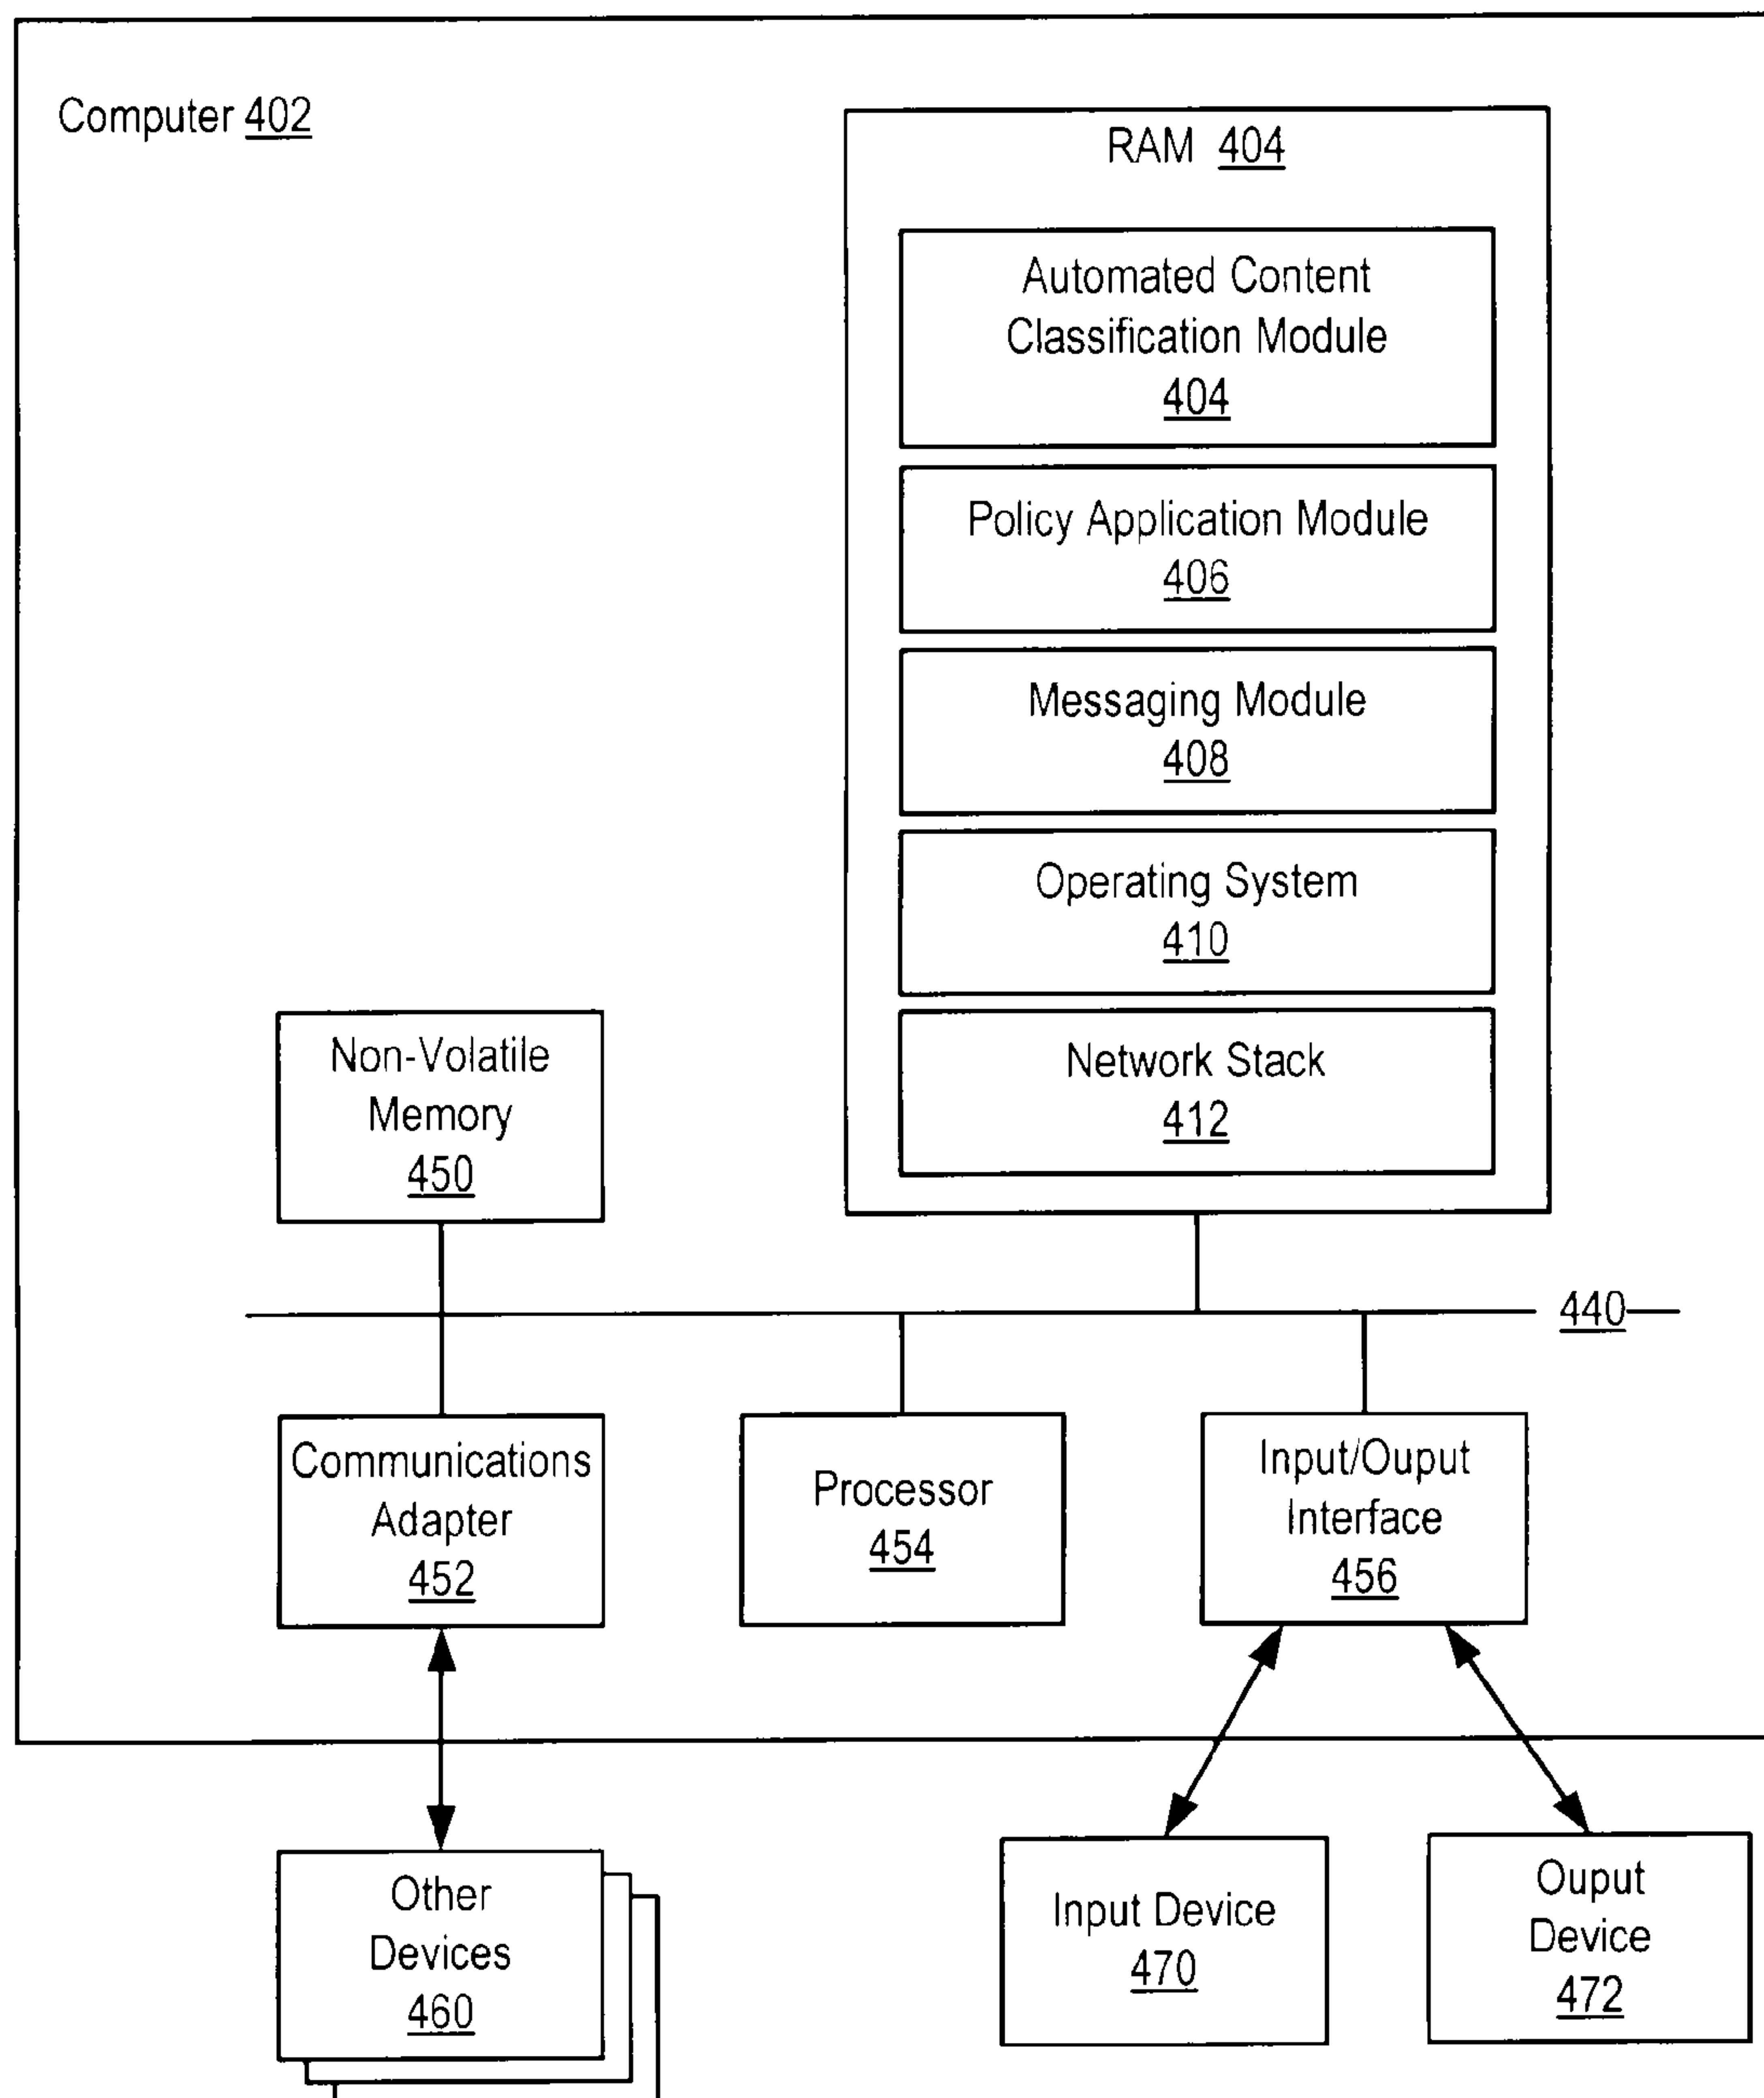 Computer 402
RAM 404
Automated Content
Classification Module
404
Policy Application Module
406
Messaging Module
408
Operating System
410
Network Stack
412
Non-Volatile
Memory
450
440
Communications
Adapter
452
Processor
454
Input/Ouput
Interface
456
Other
Devices
460
Input Device
470
Ouput
Device
472